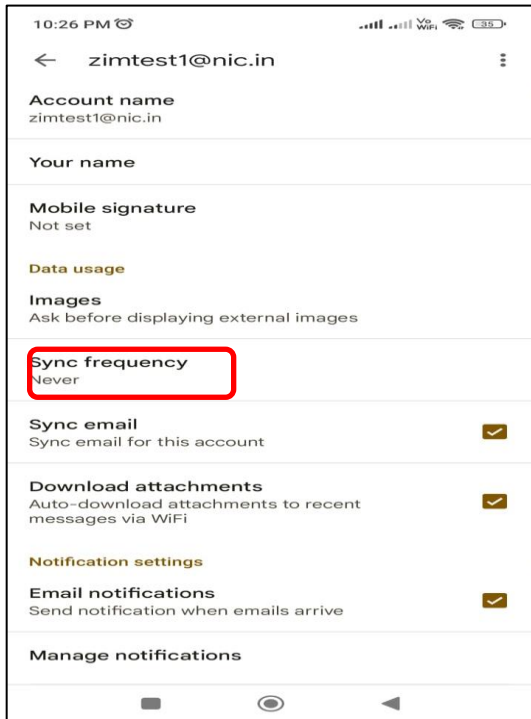 10:26 PM
Vo WiFi 35
zimtest1@nic.in
Account name
zimtest1@nic.in
Your name
Mobile signature
Not set
Data usage
Images
Ask before displaying external images
Sync frequency
Never
Sync email
Sync email for this account
Download attachments
Auto-download attachments to recent
messages via WiFi
Notification settings
Email notifications
Send notification when emails arrive
Manage notifications